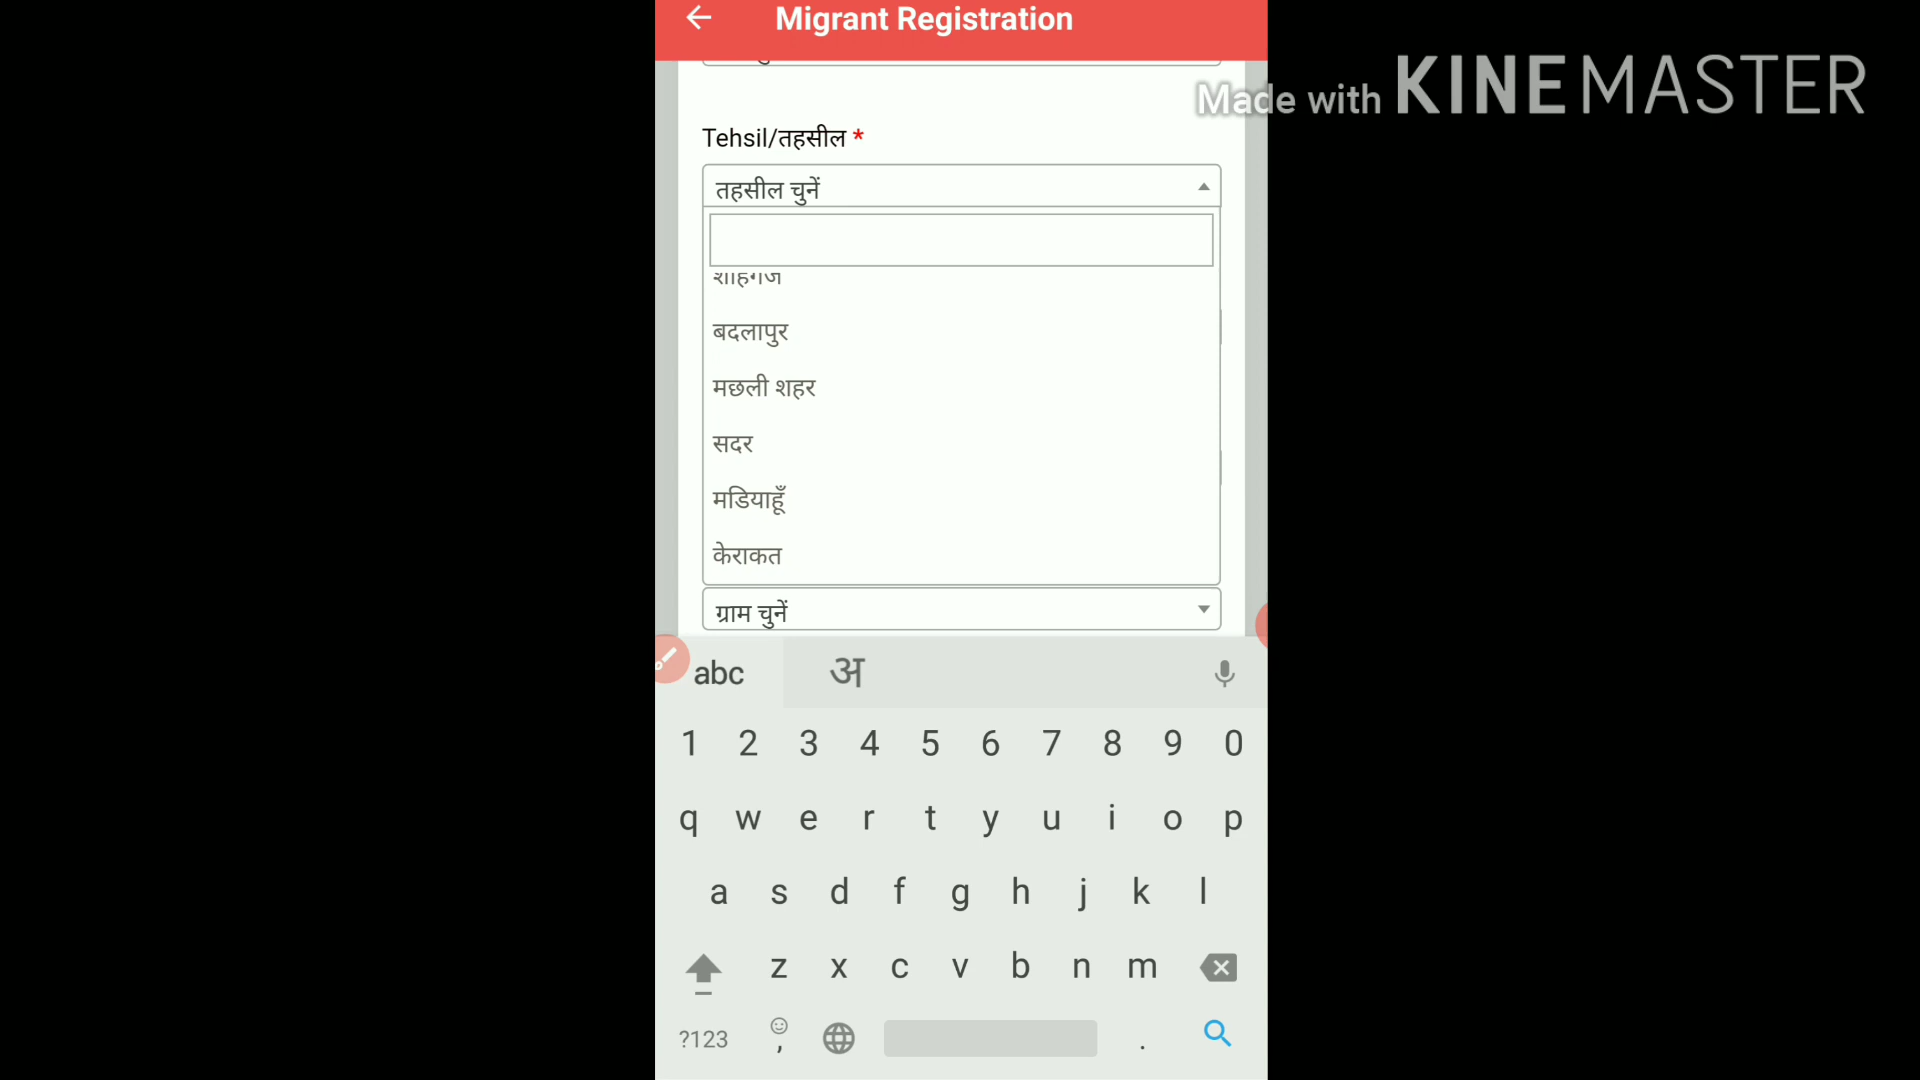 Migrant Registration
Made with KINEMASTER
Tehsil/तहसील *
तहसील चुनें
शाहगंज
बदलापुर
मछली शहर
सदर
मडियाहूँ
केराकत
ग्राम चुनें
abc अ
1 2 3 4 5 6 7 8 9 0
q w e r t y u i o p
a s d f g h j k l
z x c v b n m
?123 , .